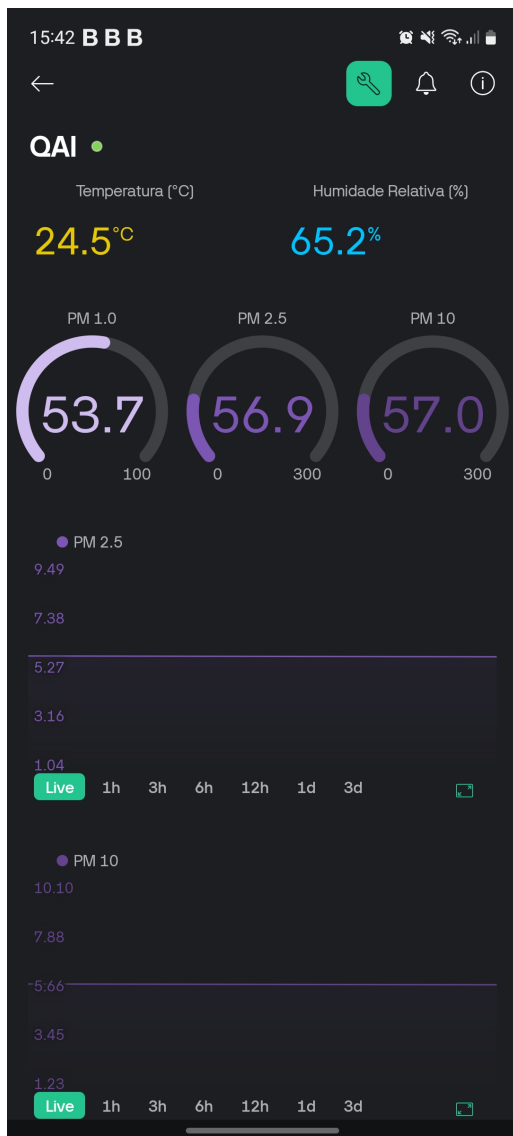 15:42 B B B
QAI
Temperatura (°C) Humidade Relativa (%)
24.5°C 65.2%
PM 1.0 PM 2.5 PM 10
53.7 56.9 57.0
0 100 0 300 0 300
PM 2.5
9.49
7.38
5.27
3.16
1.04
Live 1h 3h 6h 12h 1d 3d
PM 10
10.10
7.88
5.66
3.45
1.23
Live 1h 3h 6h 12h 1d 3d